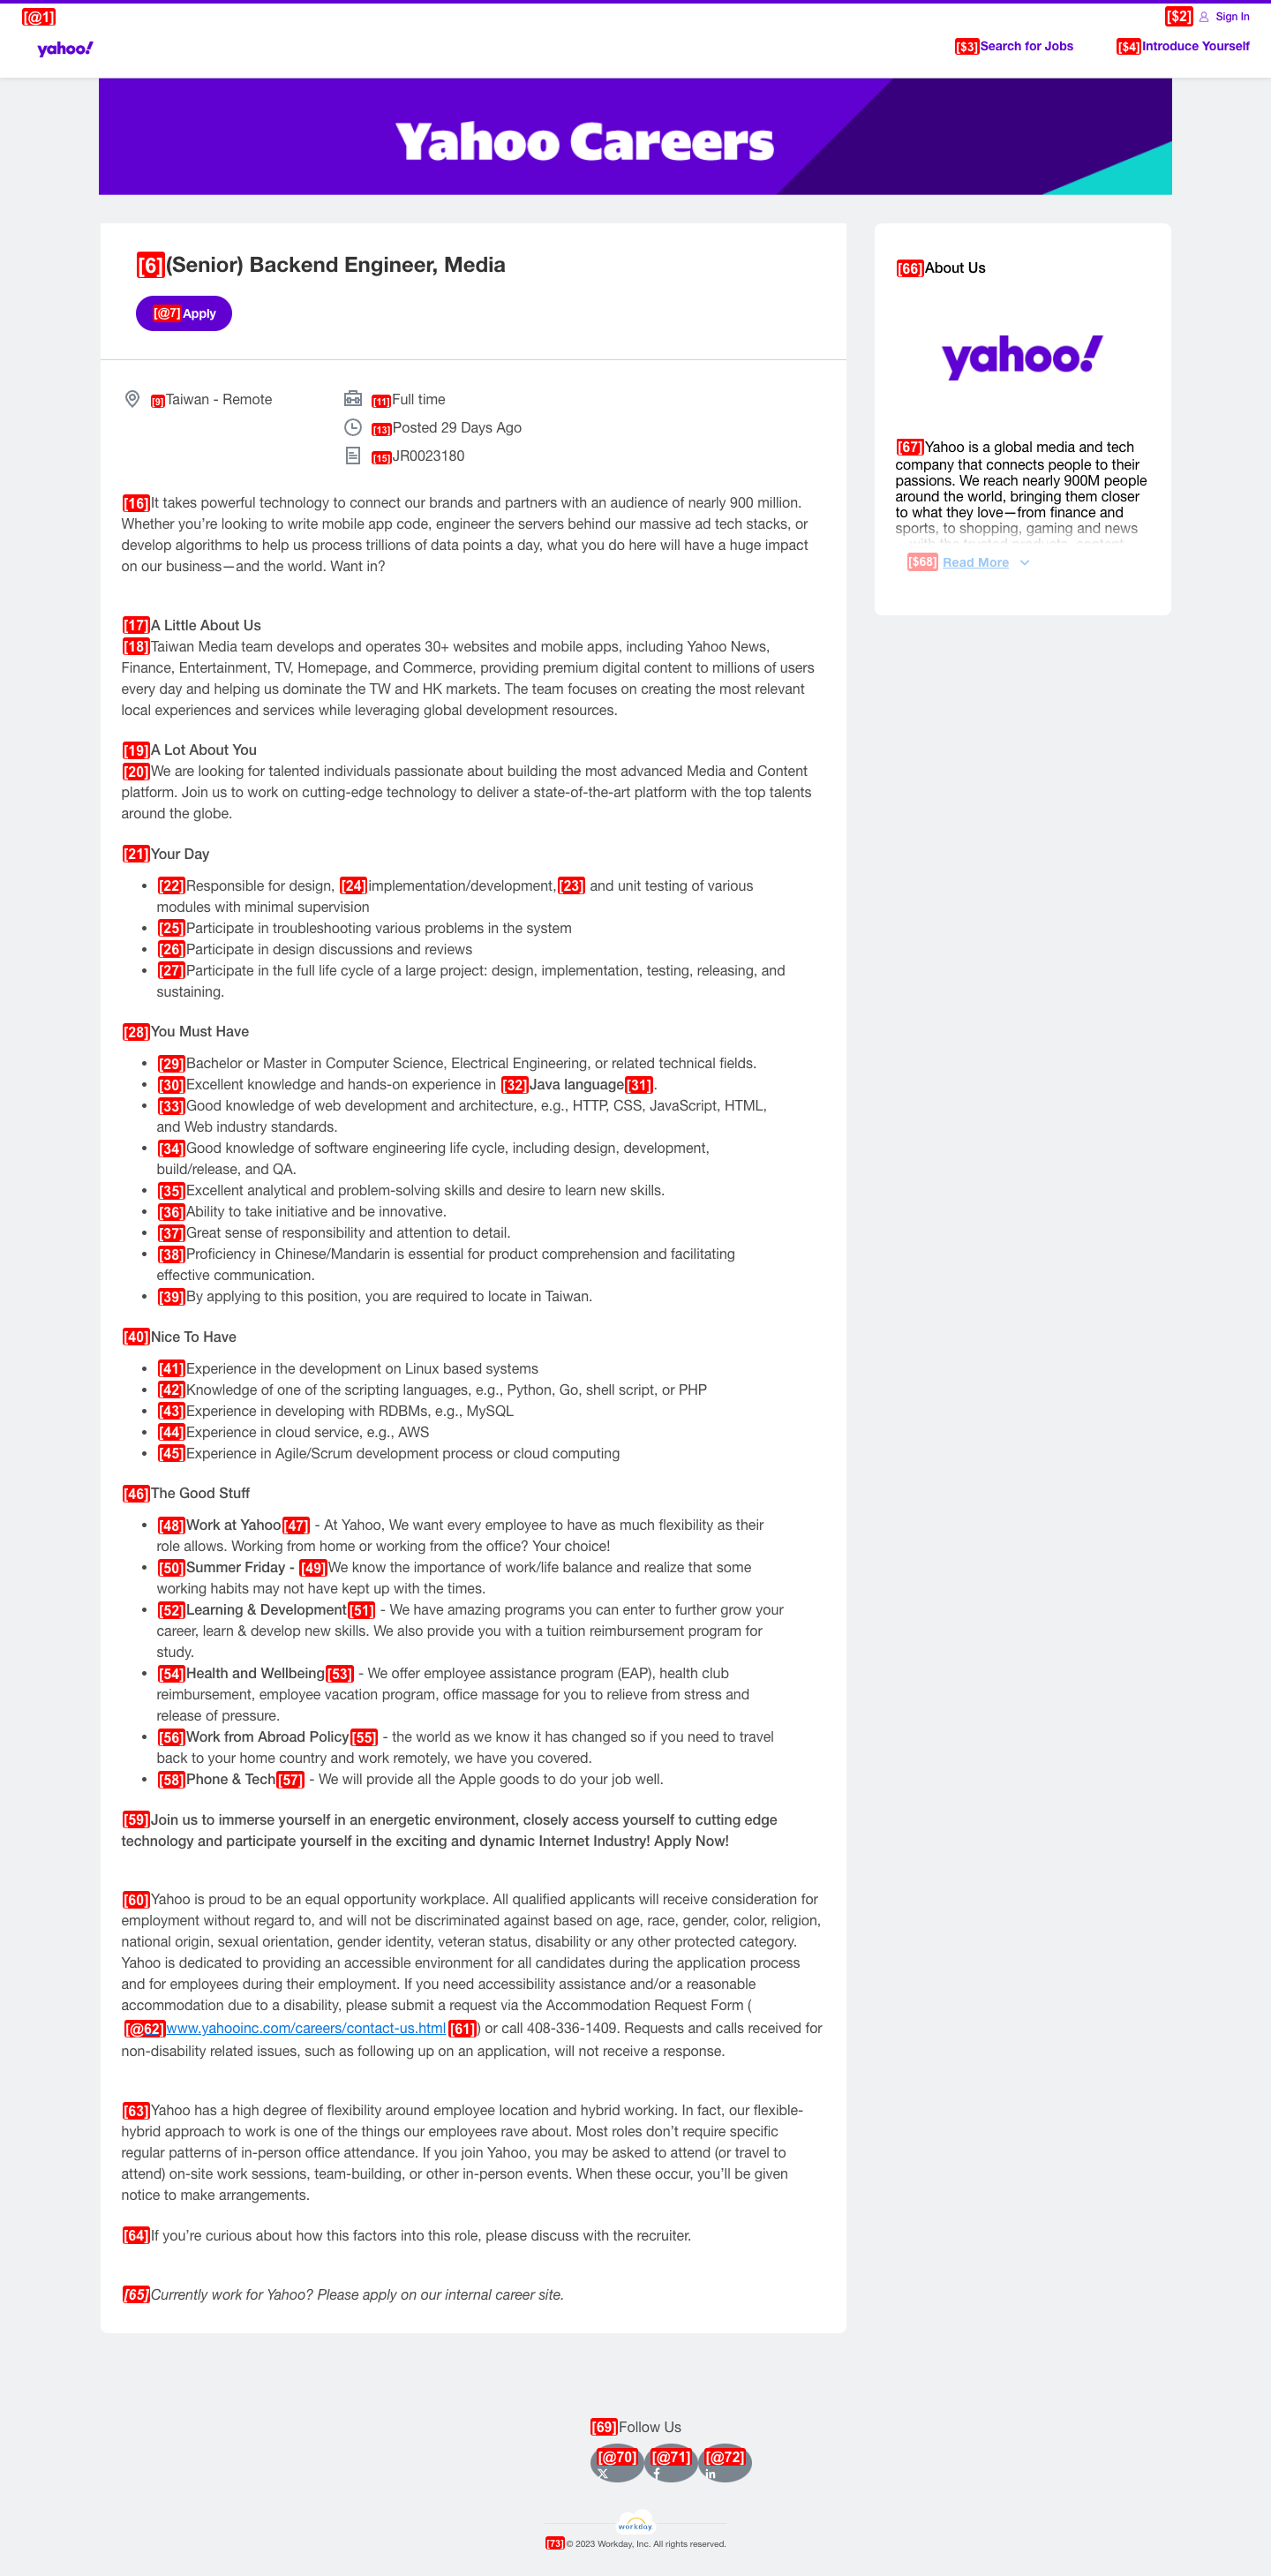 [@1]
[$2] Sign In
yahoo!
[$3]Search for Jobs
[$4]Introduce Yourself
Yahoo Careers
[6](Senior) Backend Engineer, Media
[@7] Apply
[9]Taiwan - Remote
[11]Full time
[13]Posted 29 Days Ago
[15]JR0023180
[16]It takes powerful technology to connect our brands and partners with an audience of nearly 900 million.
Whether you’re looking to write mobile app code, engineer the servers behind our massive ad tech stacks, or
develop algorithms to help us process trillions of data points a day, what you do here will have a huge impact
on our business—and the world. Want in?
[17]A Little About Us
[18]Taiwan Media team develops and operates 30+ websites and mobile apps, including Yahoo News,
Finance, Entertainment, TV, Homepage, and Commerce, providing premium digital content to millions of users
every day and helping us dominate the TW and HK markets. The team focuses on creating the most relevant
local experiences and services while leveraging global development resources.
[19]A Lot About You
[20]We are looking for talented individuals passionate about building the most advanced Media and Content
platform. Join us to work on cutting-edge technology to deliver a state-of-the-art platform with the top talents
around the globe.
[21]Your Day
• [22]Responsible for design, [24]implementation/development,[23] and unit testing of various
modules with minimal supervision
• [25]Participate in troubleshooting various problems in the system
• [26]Participate in design discussions and reviews
• [27]Participate in the full life cycle of a large project: design, implementation, testing, releasing, and
sustaining.
[28]You Must Have
• [29]Bachelor or Master in Computer Science, Electrical Engineering, or related technical fields.
• [30]Excellent knowledge and hands-on experience in [32]Java language[31].
• [33]Good knowledge of web development and architecture, e.g., HTTP, CSS, JavaScript, HTML,
and Web industry standards.
• [34]Good knowledge of software engineering life cycle, including design, development,
build/release, and QA.
• [35]Excellent analytical and problem-solving skills and desire to learn new skills.
• [36]Ability to take initiative and be innovative.
• [37]Great sense of responsibility and attention to detail.
• [38]Proficiency in Chinese/Mandarin is essential for product comprehension and facilitating
effective communication.
• [39]By applying to this position, you are required to locate in Taiwan.
[40]Nice To Have
• [41]Experience in the development on Linux based systems
• [42]Knowledge of one of the scripting languages, e.g., Python, Go, shell script, or PHP
• [43]Experience in developing with RDBMs, e.g., MySQL
• [44]Experience in cloud service, e.g., AWS
• [45]Experience in Agile/Scrum development process or cloud computing
[46]The Good Stuff
• [48]Work at Yahoo[47] - At Yahoo, We want every employee to have as much flexibility as their
role allows. Working from home or working from the office? Your choice!
• [50]Summer Friday - [49]We know the importance of work/life balance and realize that some
working habits may not have kept up with the times.
• [52]Learning & Development[51] - We have amazing programs you can enter to further grow your
career, learn & develop new skills. We also provide you with a tuition reimbursement program for
study.
• [54]Health and Wellbeing[53] - We offer employee assistance program (EAP), health club
reimbursement, employee vacation program, office massage for you to relieve from stress and
release of pressure.
• [56]Work from Abroad Policy[55] - the world as we know it has changed so if you need to travel
back to your home country and work remotely, we have you covered.
• [58]Phone & Tech[57] - We will provide all the Apple goods to do your job well.
[59]Join us to immerse yourself in an energetic environment, closely access yourself to cutting edge
technology and participate yourself in the exciting and dynamic Internet Industry! Apply Now!
[60]Yahoo is proud to be an equal opportunity workplace. All qualified applicants will receive consideration for
employment without regard to, and will not be discriminated against based on age, race, gender, color, religion,
national origin, sexual orientation, gender identity, veteran status, disability or any other protected category.
Yahoo is dedicated to providing an accessible environment for all candidates during the application process
and for employees during their employment. If you need accessibility assistance and/or a reasonable
accommodation due to a disability, please submit a request via the Accommodation Request Form (
[@62]www.yahooinc.com/careers/contact-us.html[61]) or call 408-336-1409. Requests and calls received for
non-disability related issues, such as following up on an application, will not receive a response.
[63]Yahoo has a high degree of flexibility around employee location and hybrid working. In fact, our flexible-
hybrid approach to work is one of the things our employees rave about. Most roles don’t require specific
regular patterns of in-person office attendance. If you join Yahoo, you may be asked to attend (or travel to
attend) on-site work sessions, team-building, or other in-person events. When these occur, you’ll be given
notice to make arrangements.
[64]If you’re curious about how this factors into this role, please discuss with the recruiter.
[65]Currently work for Yahoo? Please apply on our internal career site.
[66]About Us
yahoo!
[67]Yahoo is a global media and tech
company that connects people to their
passions. We reach nearly 900M people
around the world, bringing them closer
to what they love—from finance and
sports, to shopping, gaming and news
—with the trusted products, content
[$68] Read More
[69]Follow Us
[@70] [@71] [@72]
workday.
[73]© 2023 Workday, Inc. All rights reserved.